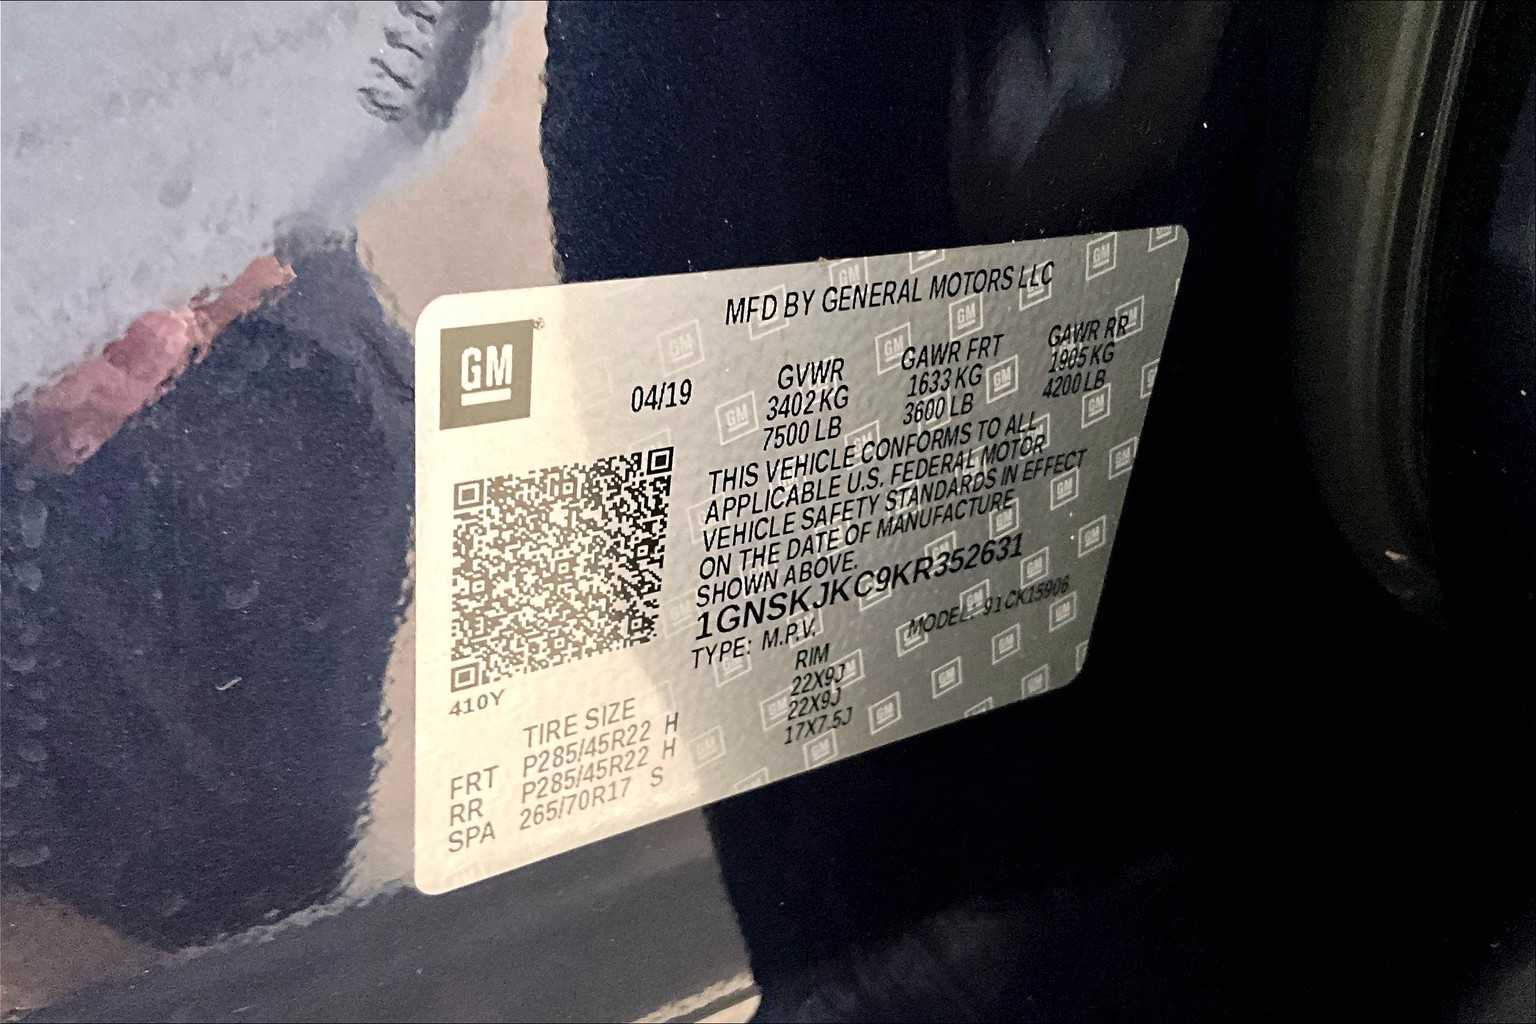 MFD BY GENERAL MOTORS LLC
GM
04/19
GVWR GAWR FRT GAWR RR
3402 KG 1633 KG 1905 KG
7500 LB 3600 LB 4200 LB
THIS VEHICLE CONFORMS TO ALL
APPLICABLE U.S. FEDERAL MOTOR
VEHICLE SAFETY STANDARDS IN EFFECT
ON THE DATE OF MANUFACTURE
SHOWN ABOVE.
1GNSKJKC9KR352631
TYPE: M.P.V. MODEL: 91CK15906
410Y
TIRE SIZE RIM
FRT P285/45R22 H 22X9J
RR P285/45R22 H 22X9J
SPA 265/70R17 S 17X7.5J